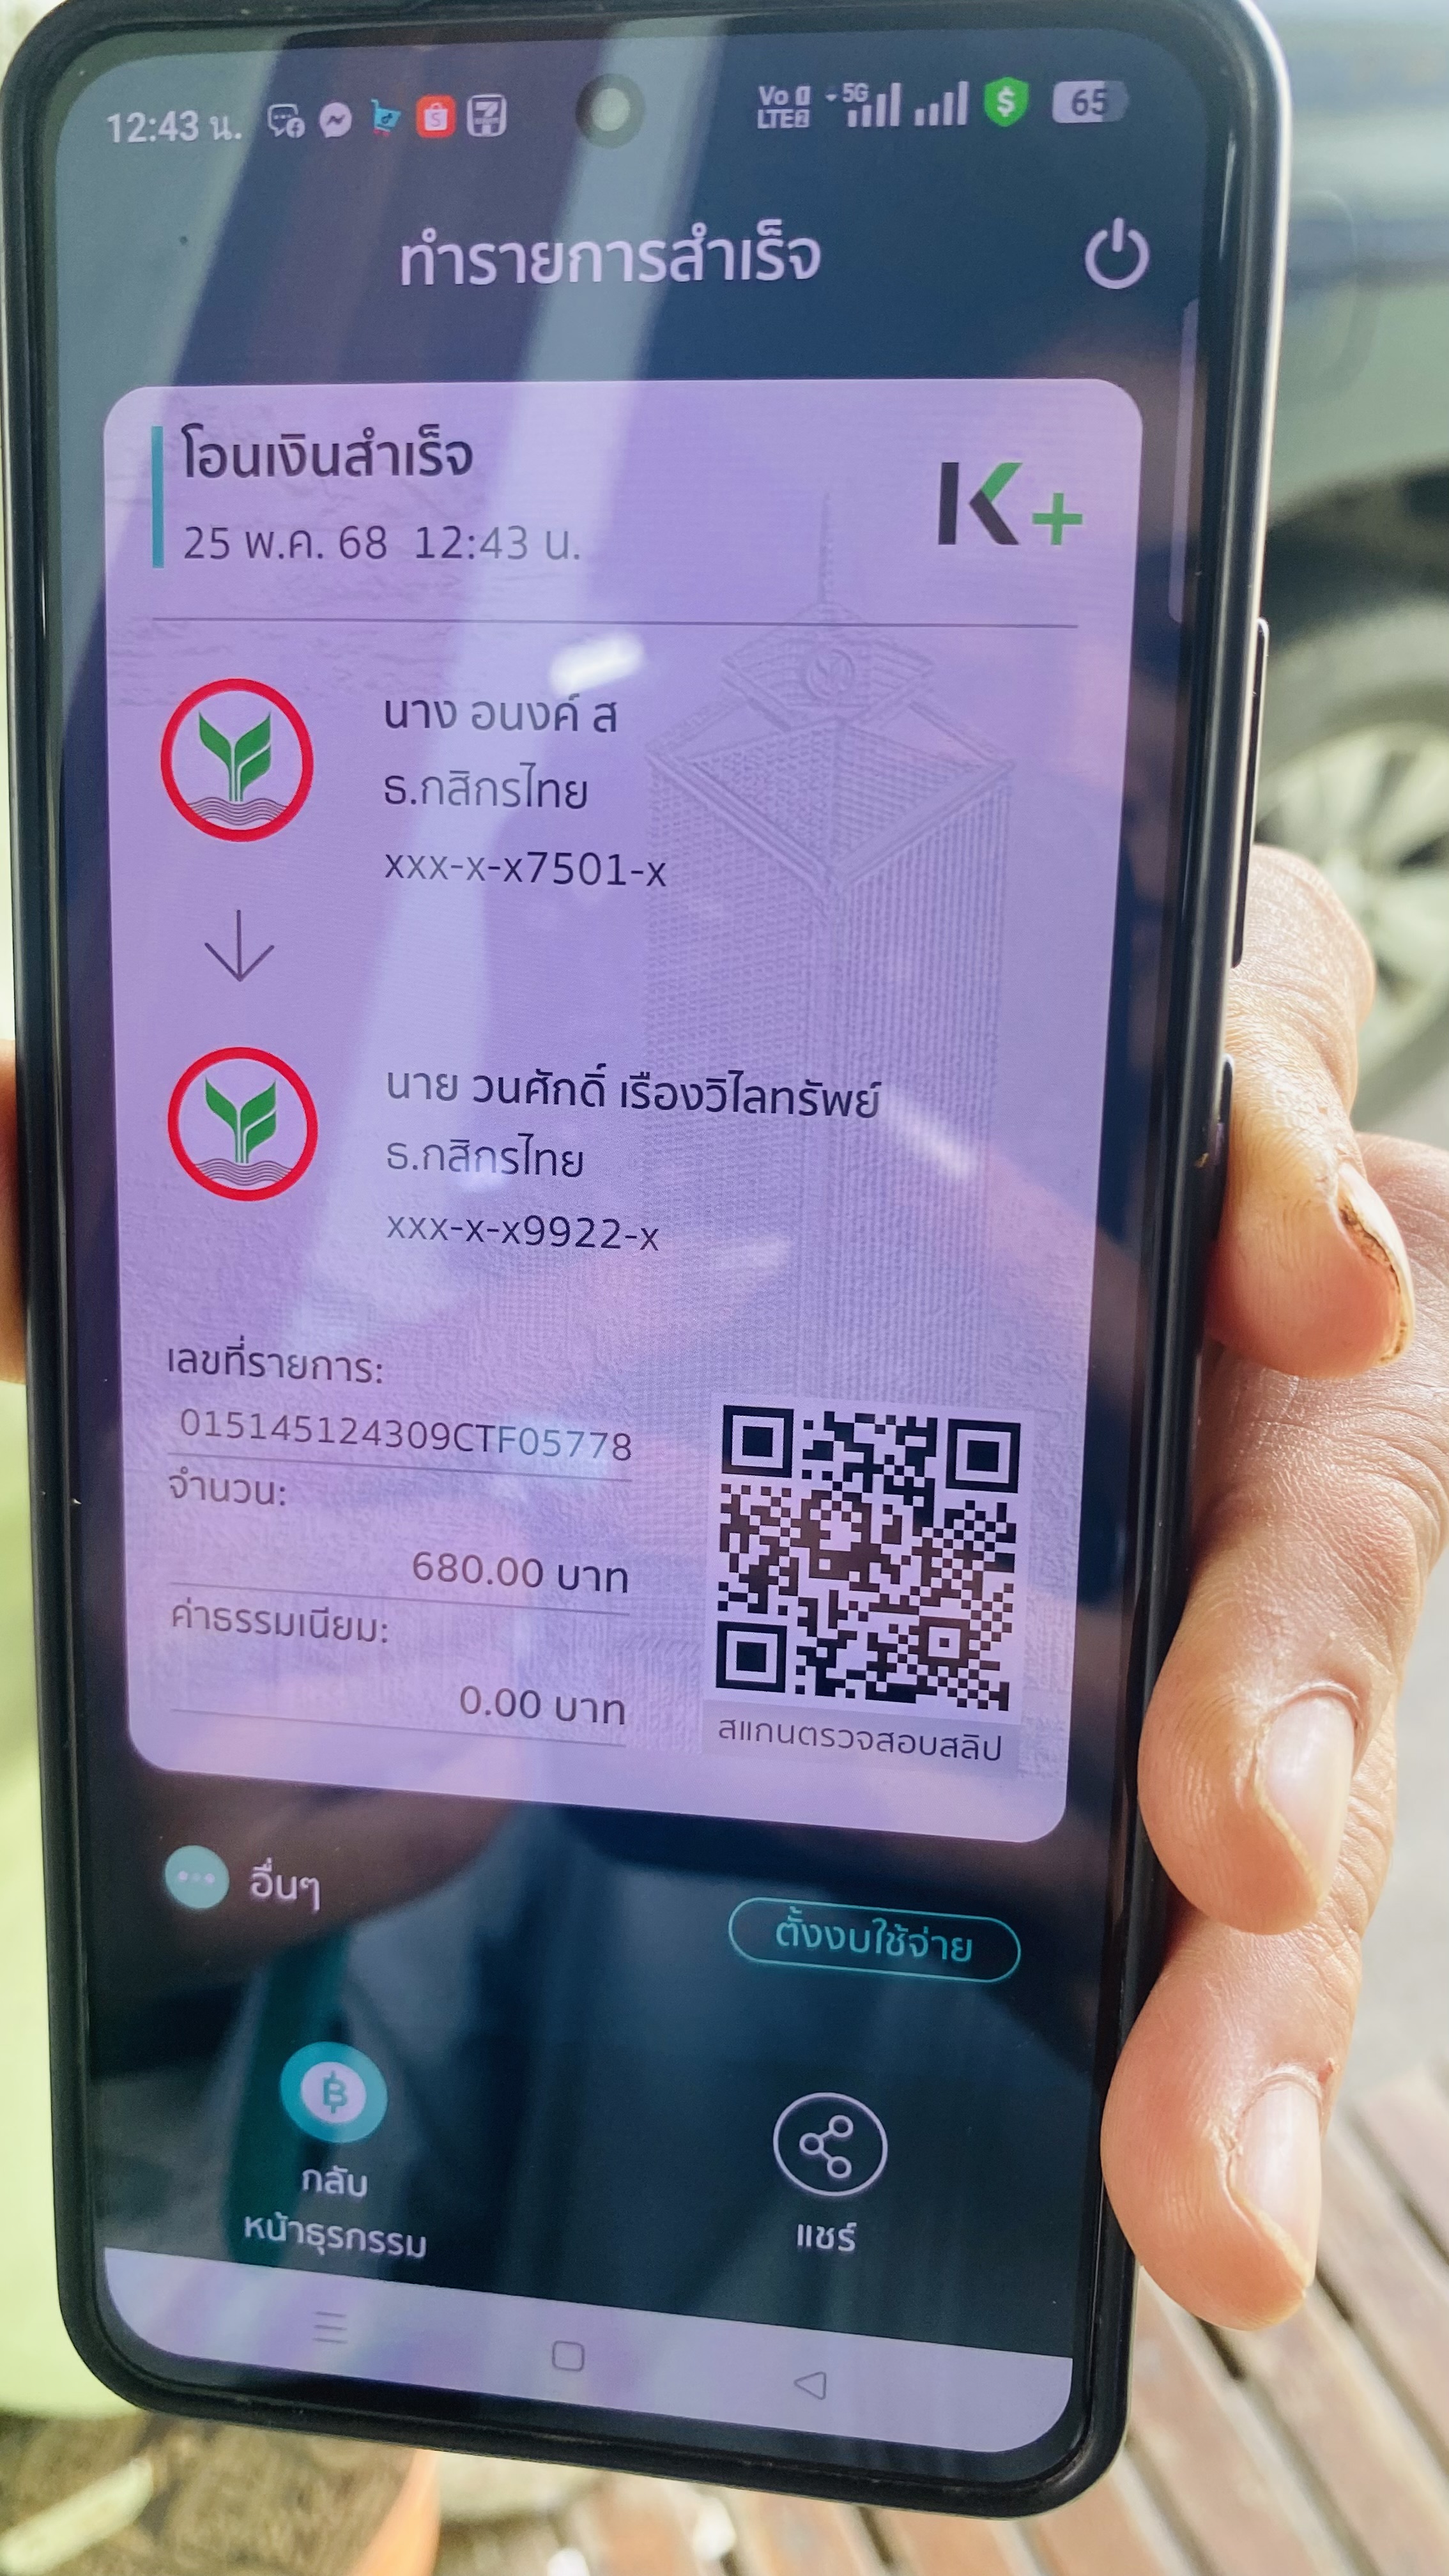 12:43 น. Vo LTE2 5G 65
ทำรายการสำเร็จ
โอนเงินสำเร็จ
25 พ.ค. 68 12:43 น.
K+
นาง อนงค์ ส
ธ.กสิกรไทย
xxx-x-x7501-x
นาย วนศักดิ์ เรืองวิไลทรัพย์
ธ.กสิกรไทย
xxx-x-x9922-x
เลขที่รายการ:
015145124309CTF05778
จำนวน:
680.00 บาท
ค่าธรรมเนียม:
0.00 บาท
สแกนตรวจสอบสลิป
อื่นๆ
ตั้งงบใช้จ่าย
กลับ
หน้าธุรกรรม
แชร์